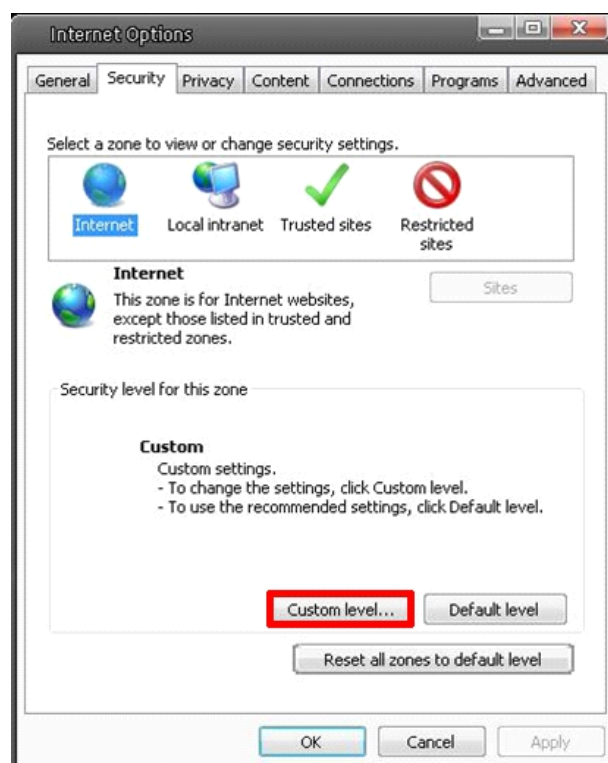 Internet Options
General Security Privacy Content Connections Programs Advanced
Select a zone to view or change security settings.
Internet Local intranet Trusted sites Restricted
sites
Internet
Sites
This zone is for Internet websites,
except those listed in trusted and
restricted zones.
Security level for this zone
Custom
Custom settings.
- To change the settings, click Custom level.
- To use the recommended settings, click Default level.
Custom level... Default level
Reset all zones to default level
OK Cancel Apply